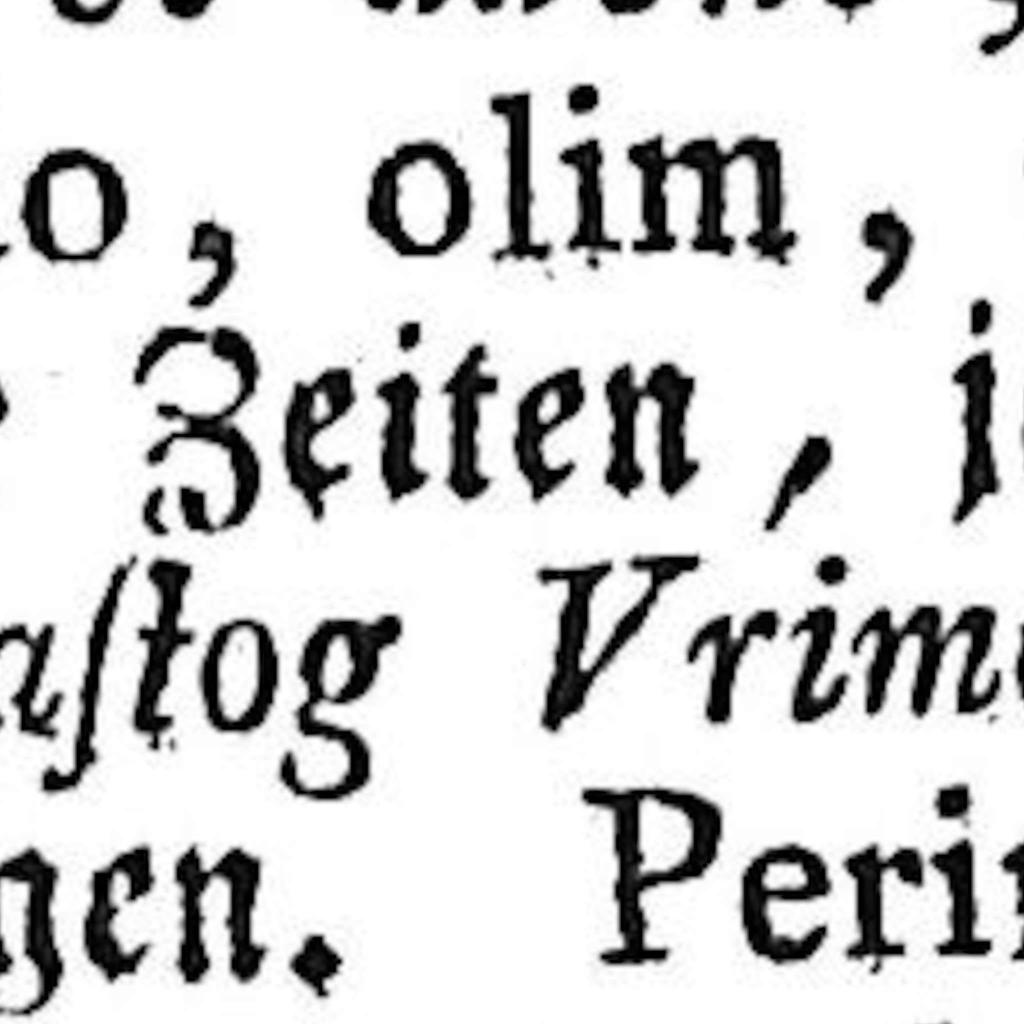 o, olim,
Zeiten,
aſtog Vrim
gen. Peri